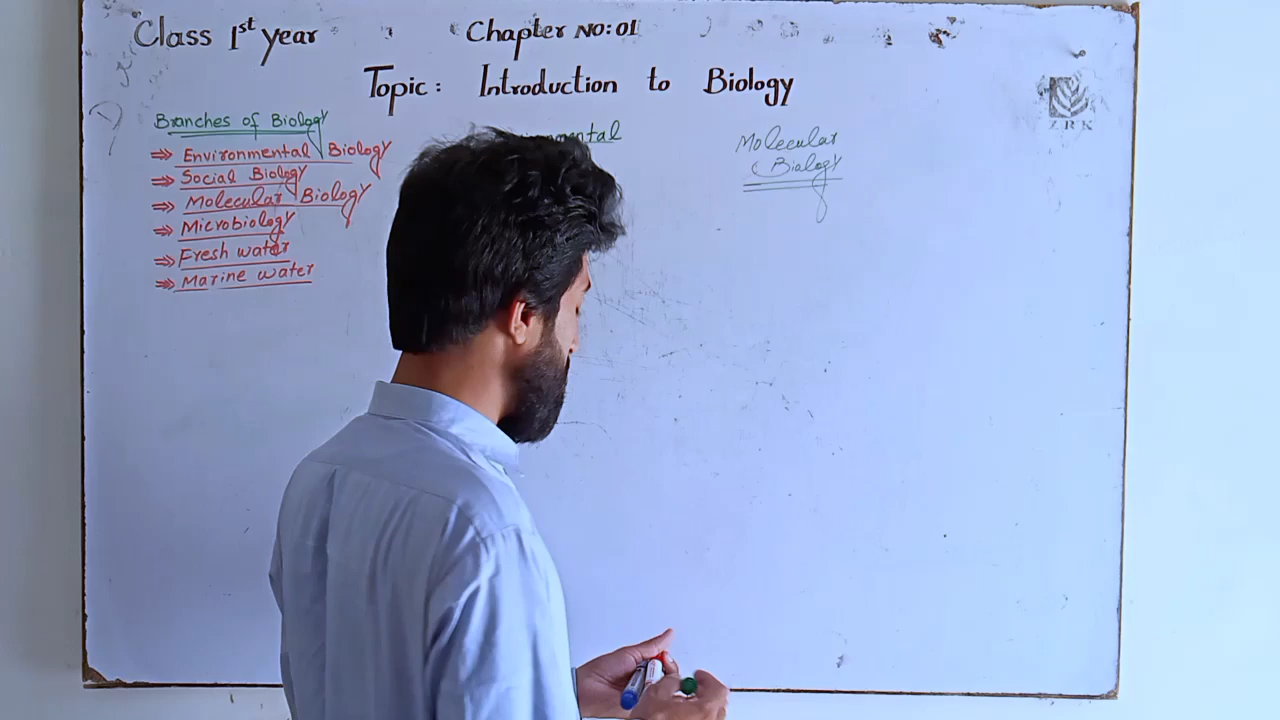 Class 1st year
Chapter NO: 01
Topic: Introduction to Biology
Branches of Biology
⇒ Environmental Biology
⇒ Social Biology
⇒ Molecular Biology
⇒ Microbiology
⇒ Fresh water
⇒ Marine water
Molecular
Biology
ZRK